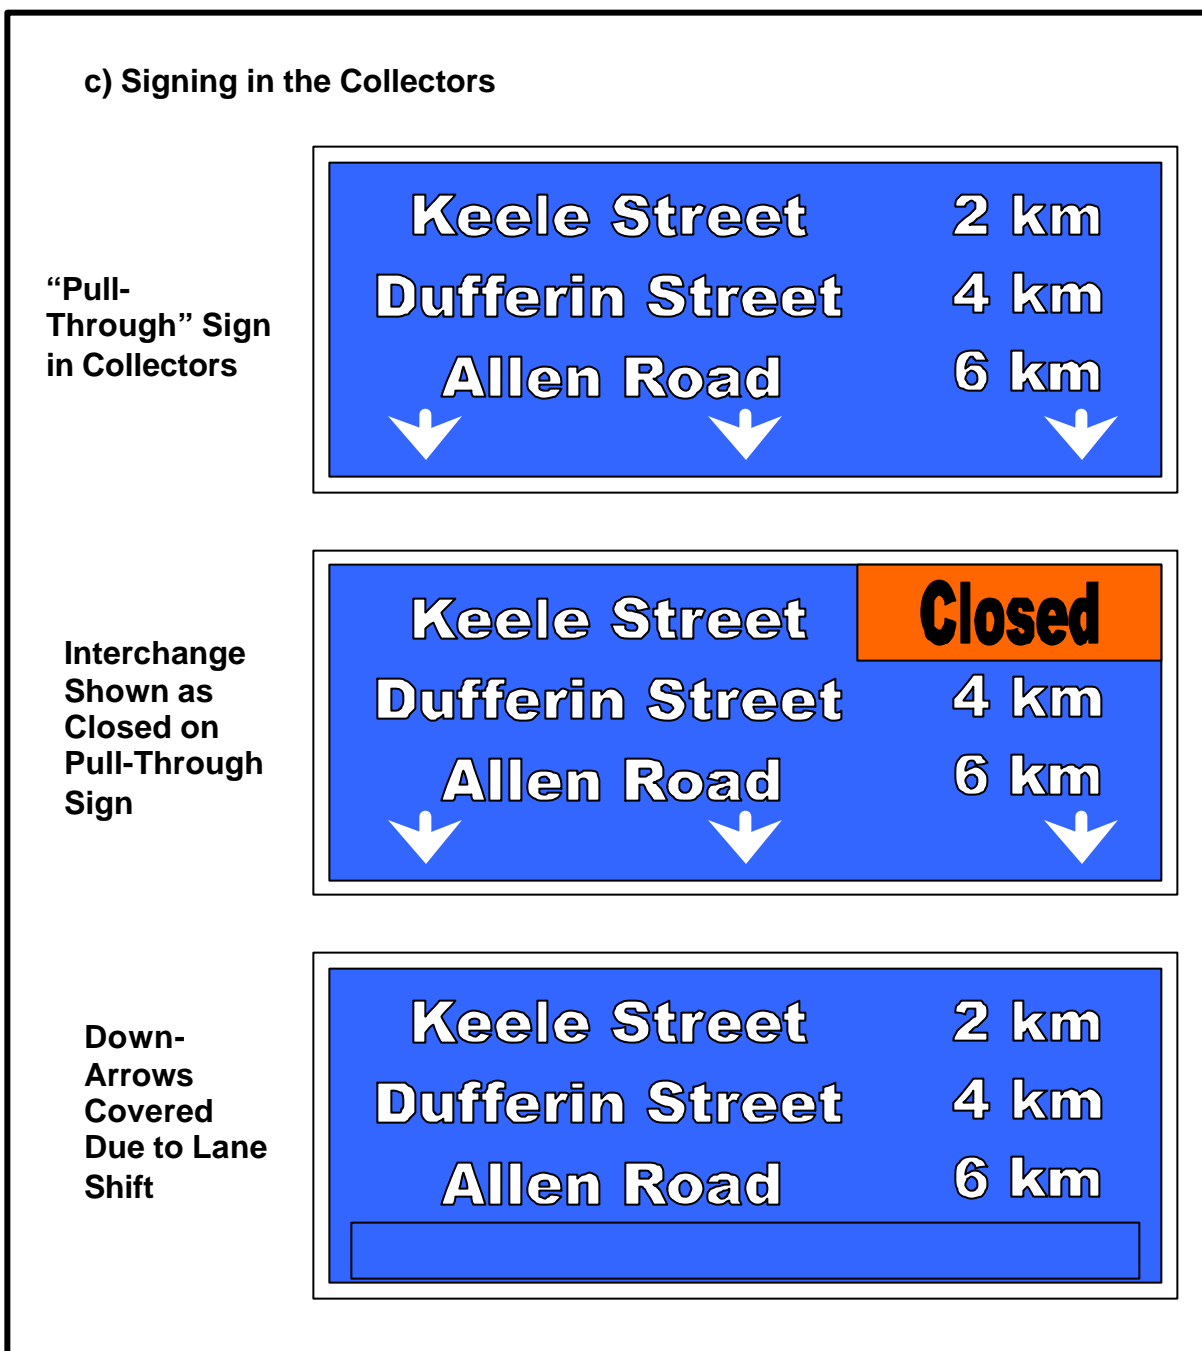 c) Signing in the Collectors
“Pull-
Through” Sign
in Collectors
Keele Street 2 km
Dufferin Street 4 km
Allen Road 6 km
Interchange
Shown as
Closed on
Pull-Through
Sign
Keele Street Closed
Dufferin Street 4 km
Allen Road 6 km
Down-
Arrows
Covered
Due to Lane
Shift
Keele Street 2 km
Dufferin Street 4 km
Allen Road 6 km